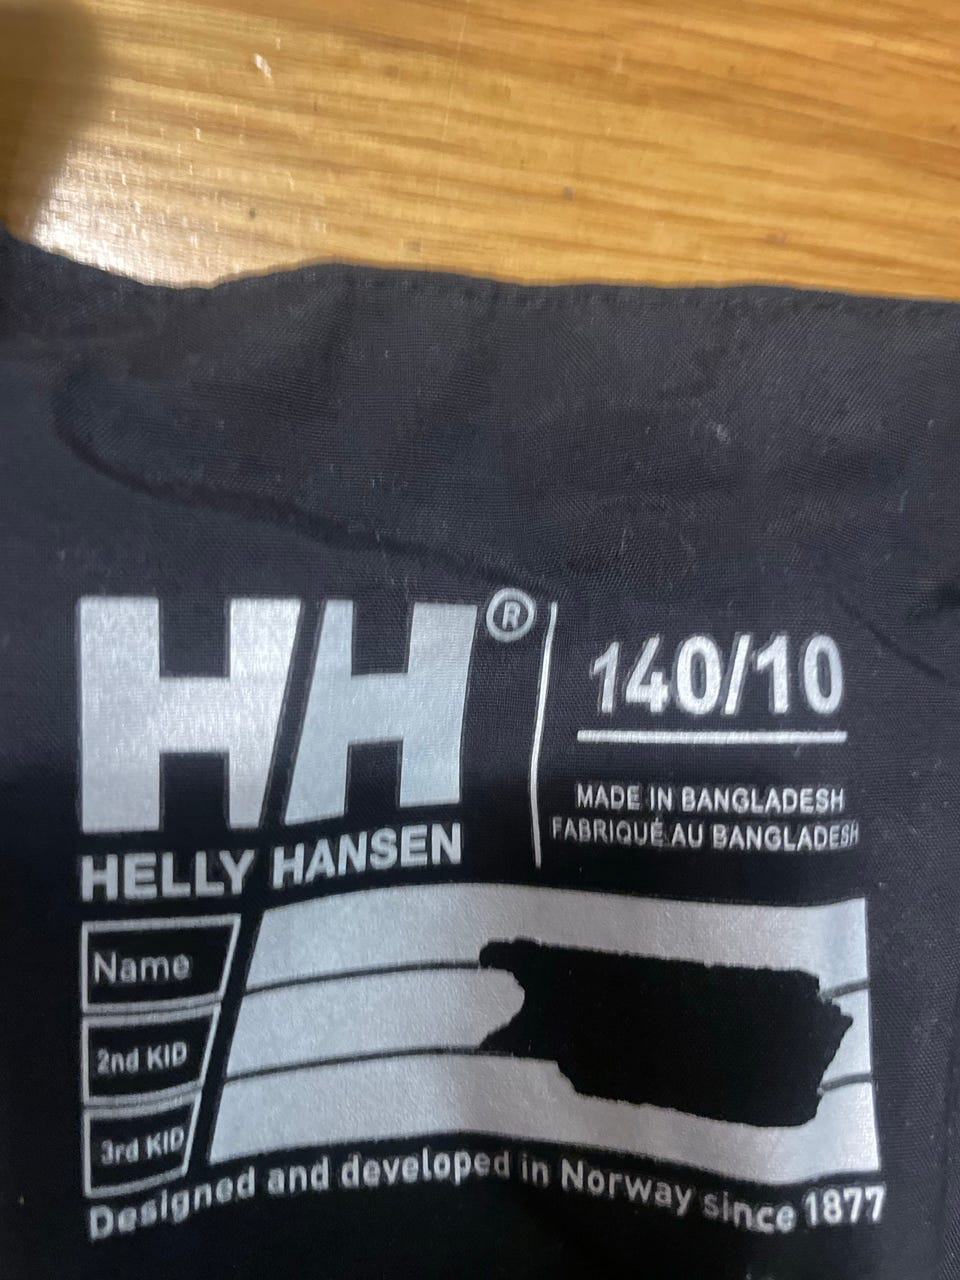 HH®
HELLY HANSEN
140/10
MADE IN BANGLADESH
FABRIQUÉ AU BANGLADESH
Name
2nd KID
3rd KID
Designed and developed in Norway since 1877